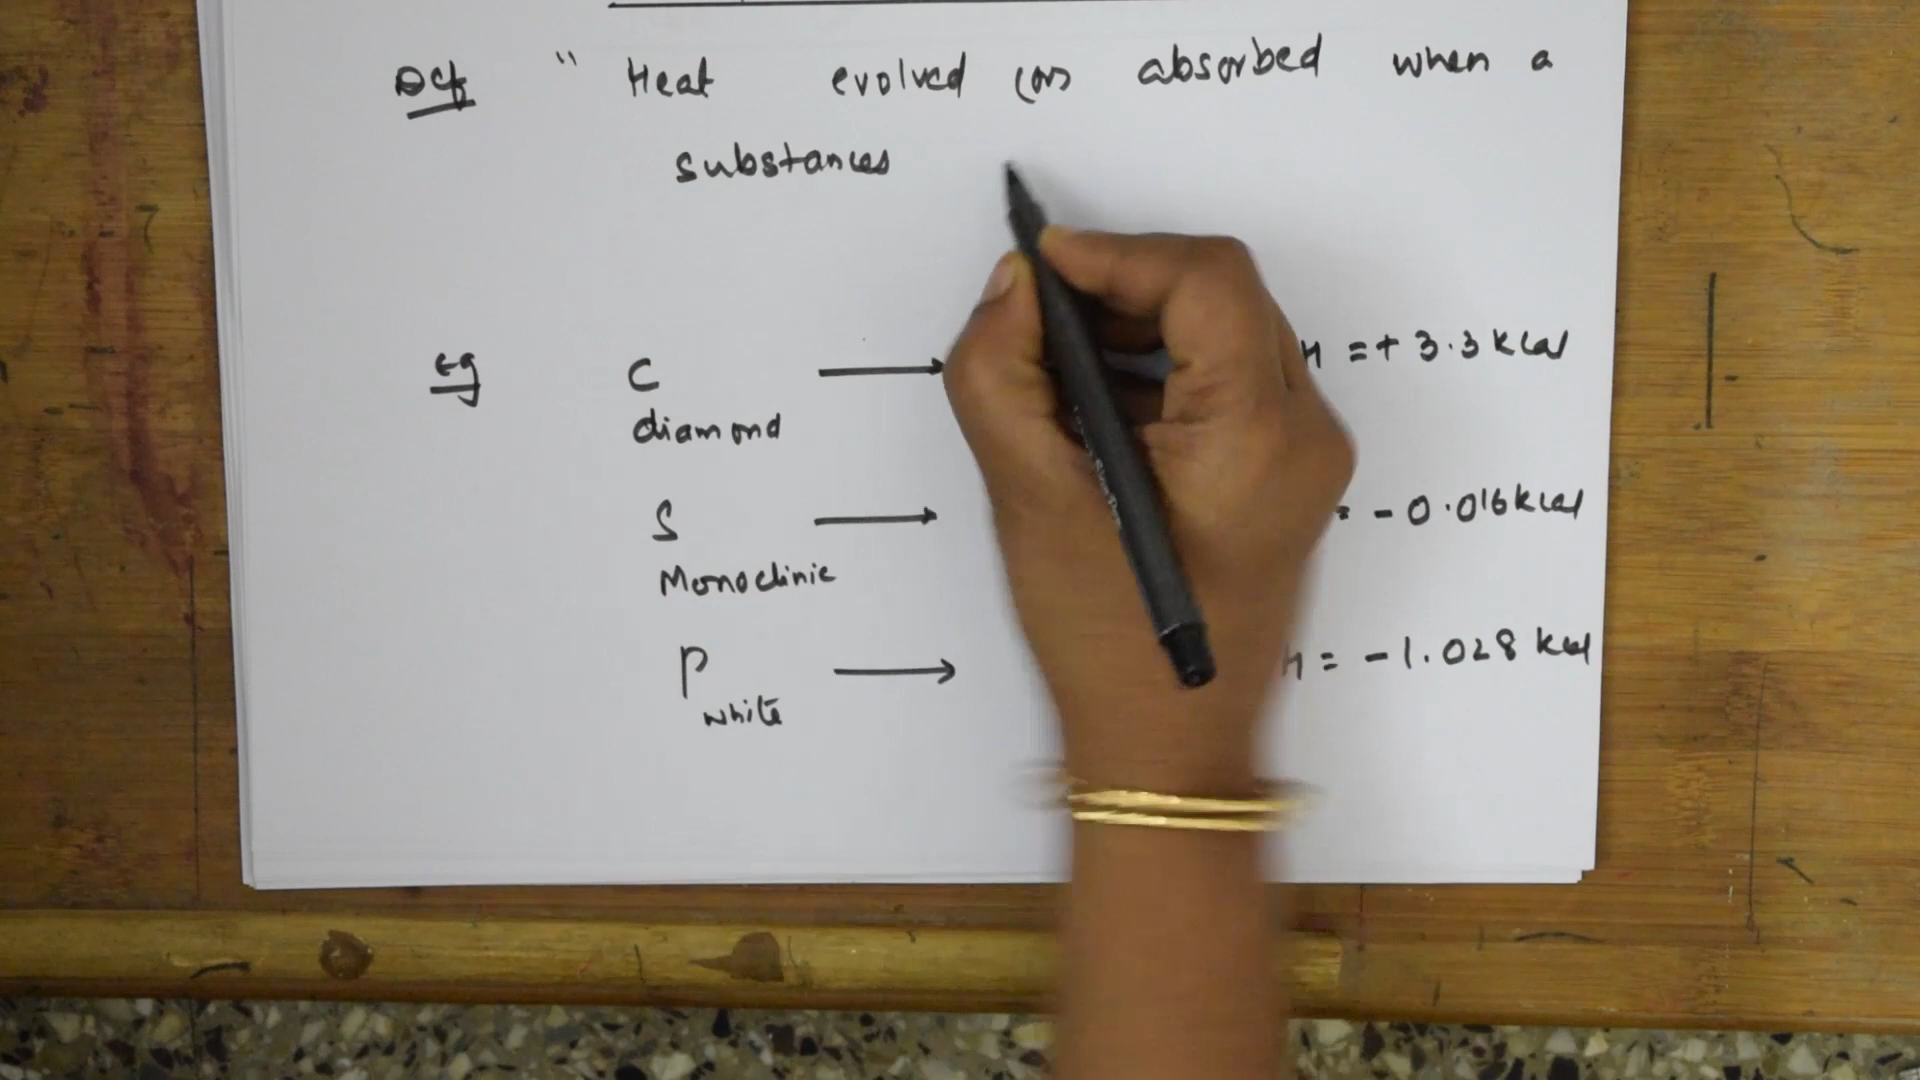 Def " Heat evolved (or) absorbed when a
substances
eg C → H = + 3.3 kcal
diamond
S → = - 0.016 kcal
Monoclinic
P → H = - 1.028 kcal
white